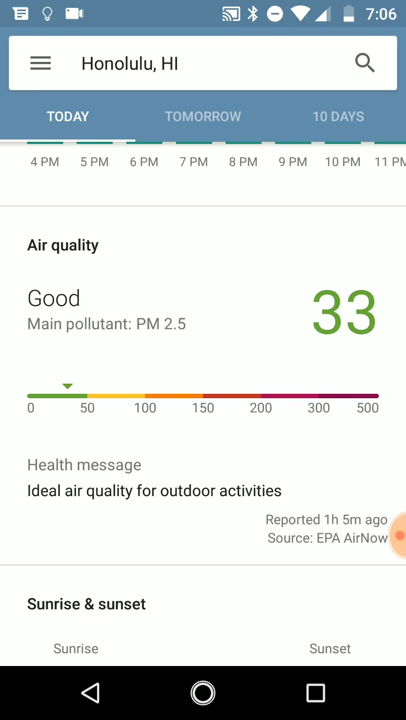 7:06
Honolulu, HI
TODAY TOMORROW 10 DAYS
4 PM 5 PM 6 PM 7 PM 8 PM 9 PM 10 PM 11 PM
Air quality
Good
33
Main pollutant: PM 2.5
0 50 100 150 200 300 500
Health message
Ideal air quality for outdoor activities
Reported 1h 5m ago
Source: EPA AirNow
Sunrise & sunset
Sunrise Sunset